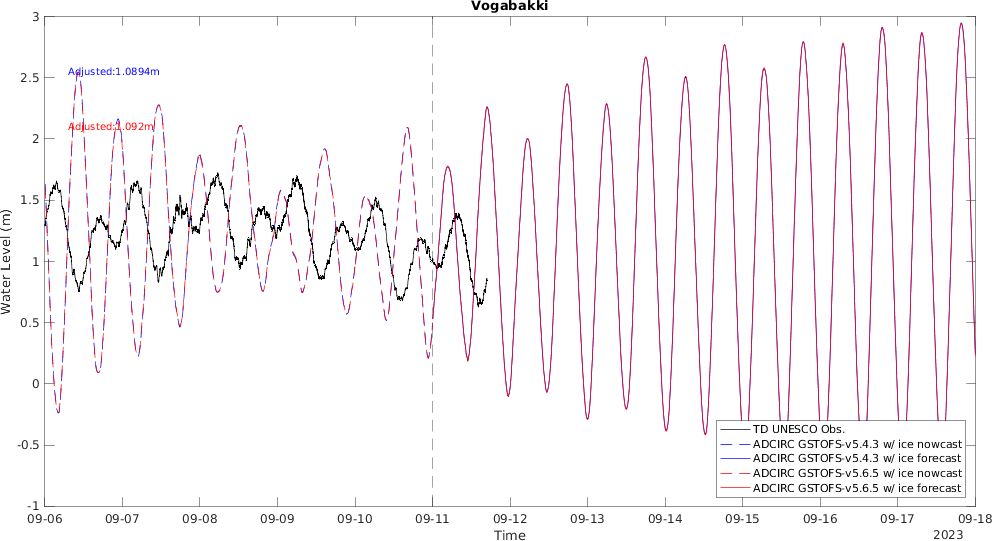 Vogabakki
Water Level (m)
3
2.5
2
1.5
1
0.5
0
-0.5
-1
Adjusted:1.0894m
Adjusted:1.092m
TD UNESCO Obs.
ADCIRC GSTOFS-v5.4.3 w/ ice nowcast
ADCIRC GSTOFS-v5.4.3 w/ ice forecast
ADCIRC GSTOFS-v5.6.5 w/ ice nowcast
ADCIRC GSTOFS-v5.6.5 w/ ice forecast
09-06 09-07 09-08 09-09 09-10 09-11 09-12 09-13 09-14 09-15 09-16 09-17 09-18
Time
2023